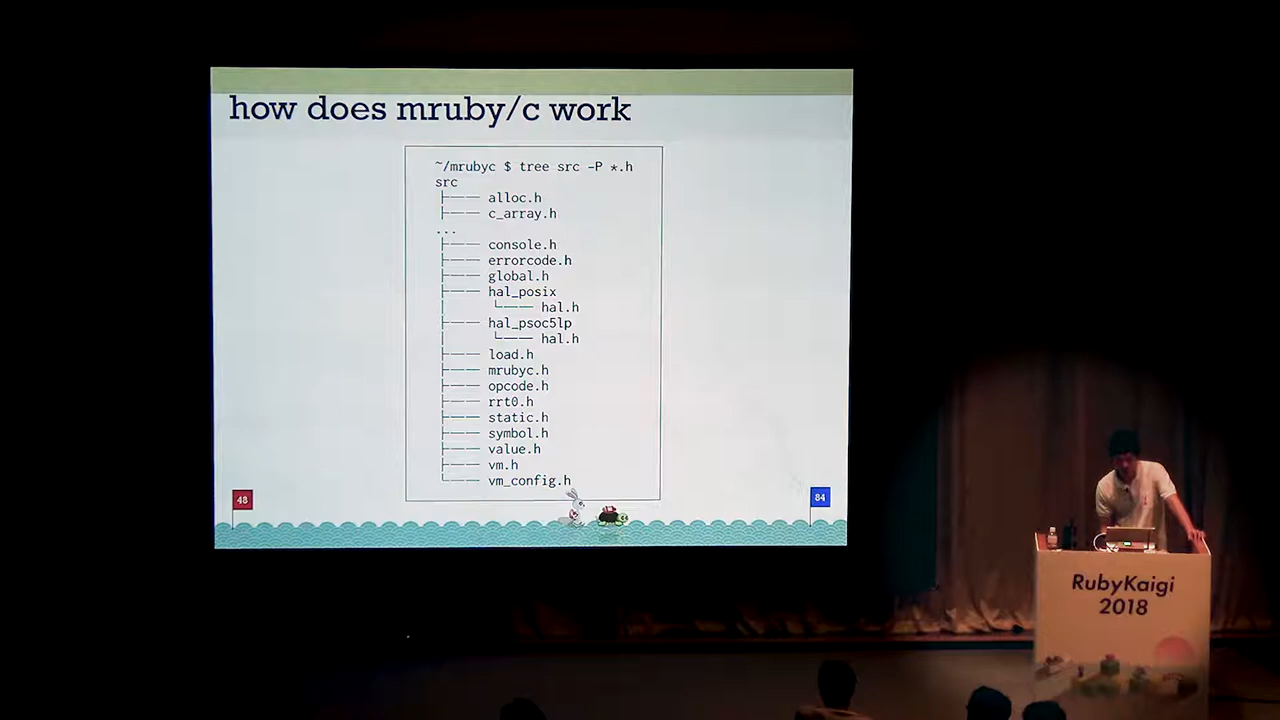 how does mruby/c work
~/mrubyc $ tree src -P *.h
src
├── alloc.h
├── c_array.h
...
├── console.h
├── errorcode.h
├── global.h
├── hal_posix
│   └── hal.h
├── hal_psoc5lp
│   └── hal.h
├── load.h
├── mrubyc.h
├── opcode.h
├── rrt0.h
├── static.h
├── symbol.h
├── value.h
├── vm.h
└── vm_config.h
48
84
RubyKaigi
2018